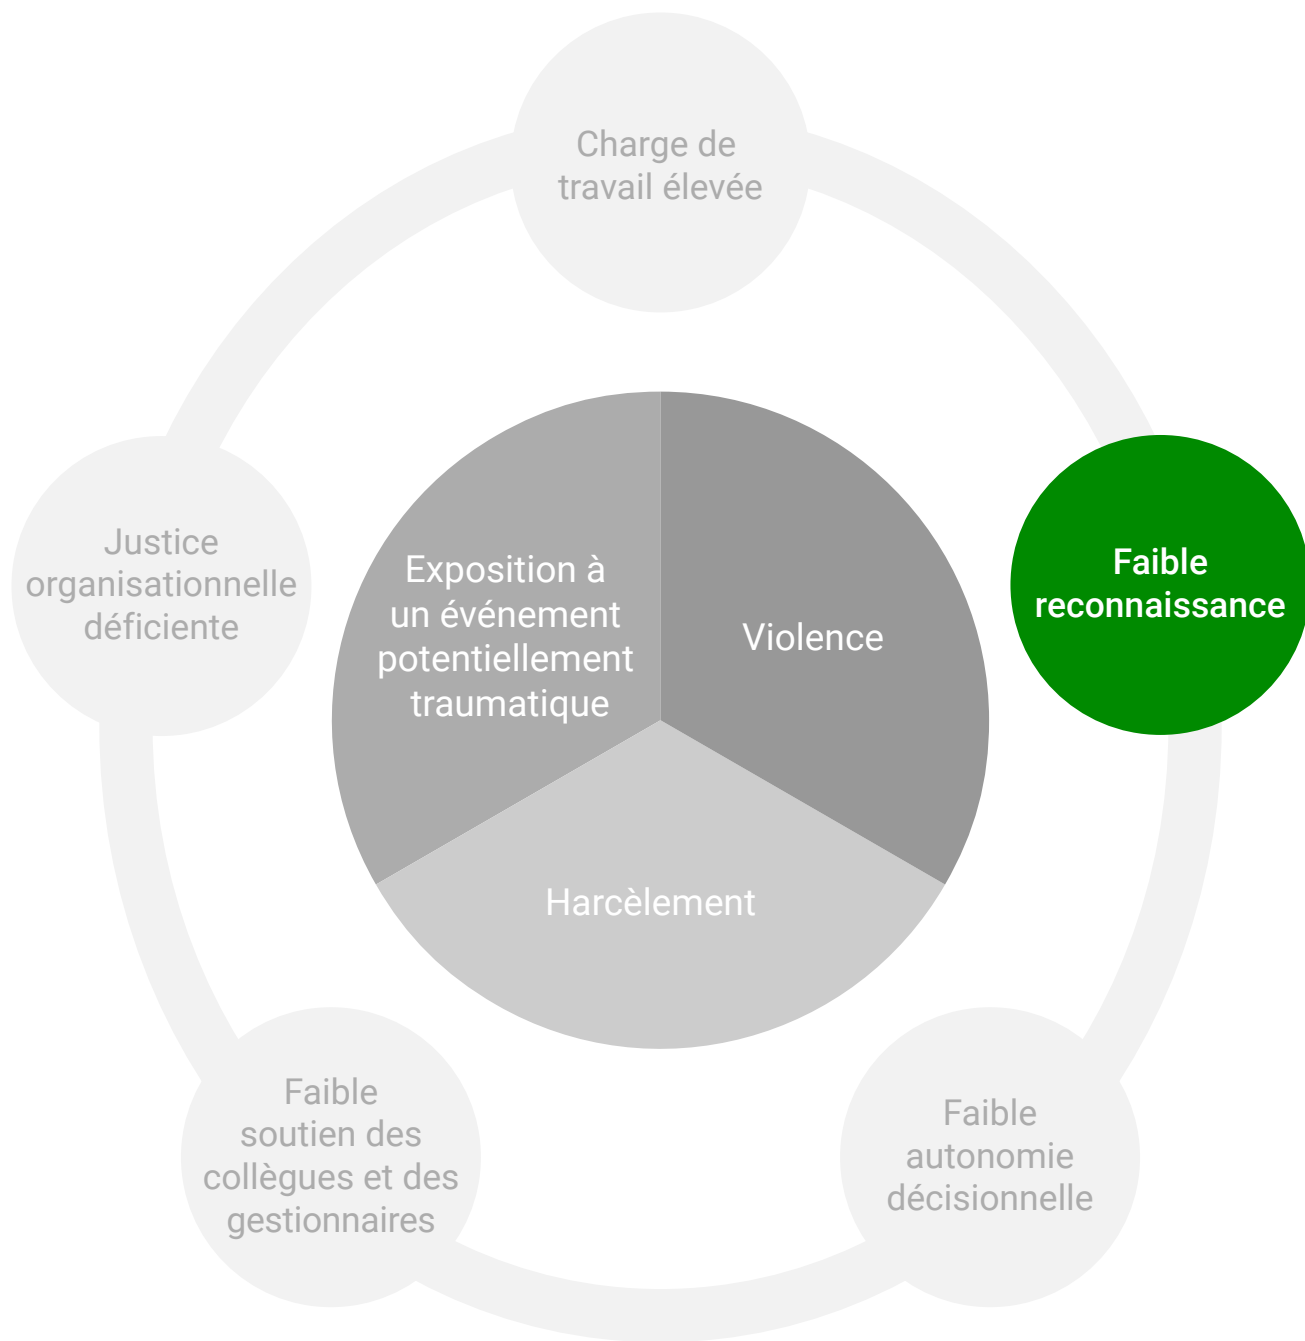 Charge de
travail élevée
Justice
organisationnelle
déficiente
Exposition à
un événement
potentiellement
traumatique
Violence
Faible
reconnaissance
Harcèlement
Faible
soutien des
collègues et des
gestionnaires
Faible
autonomie
décisionnelle